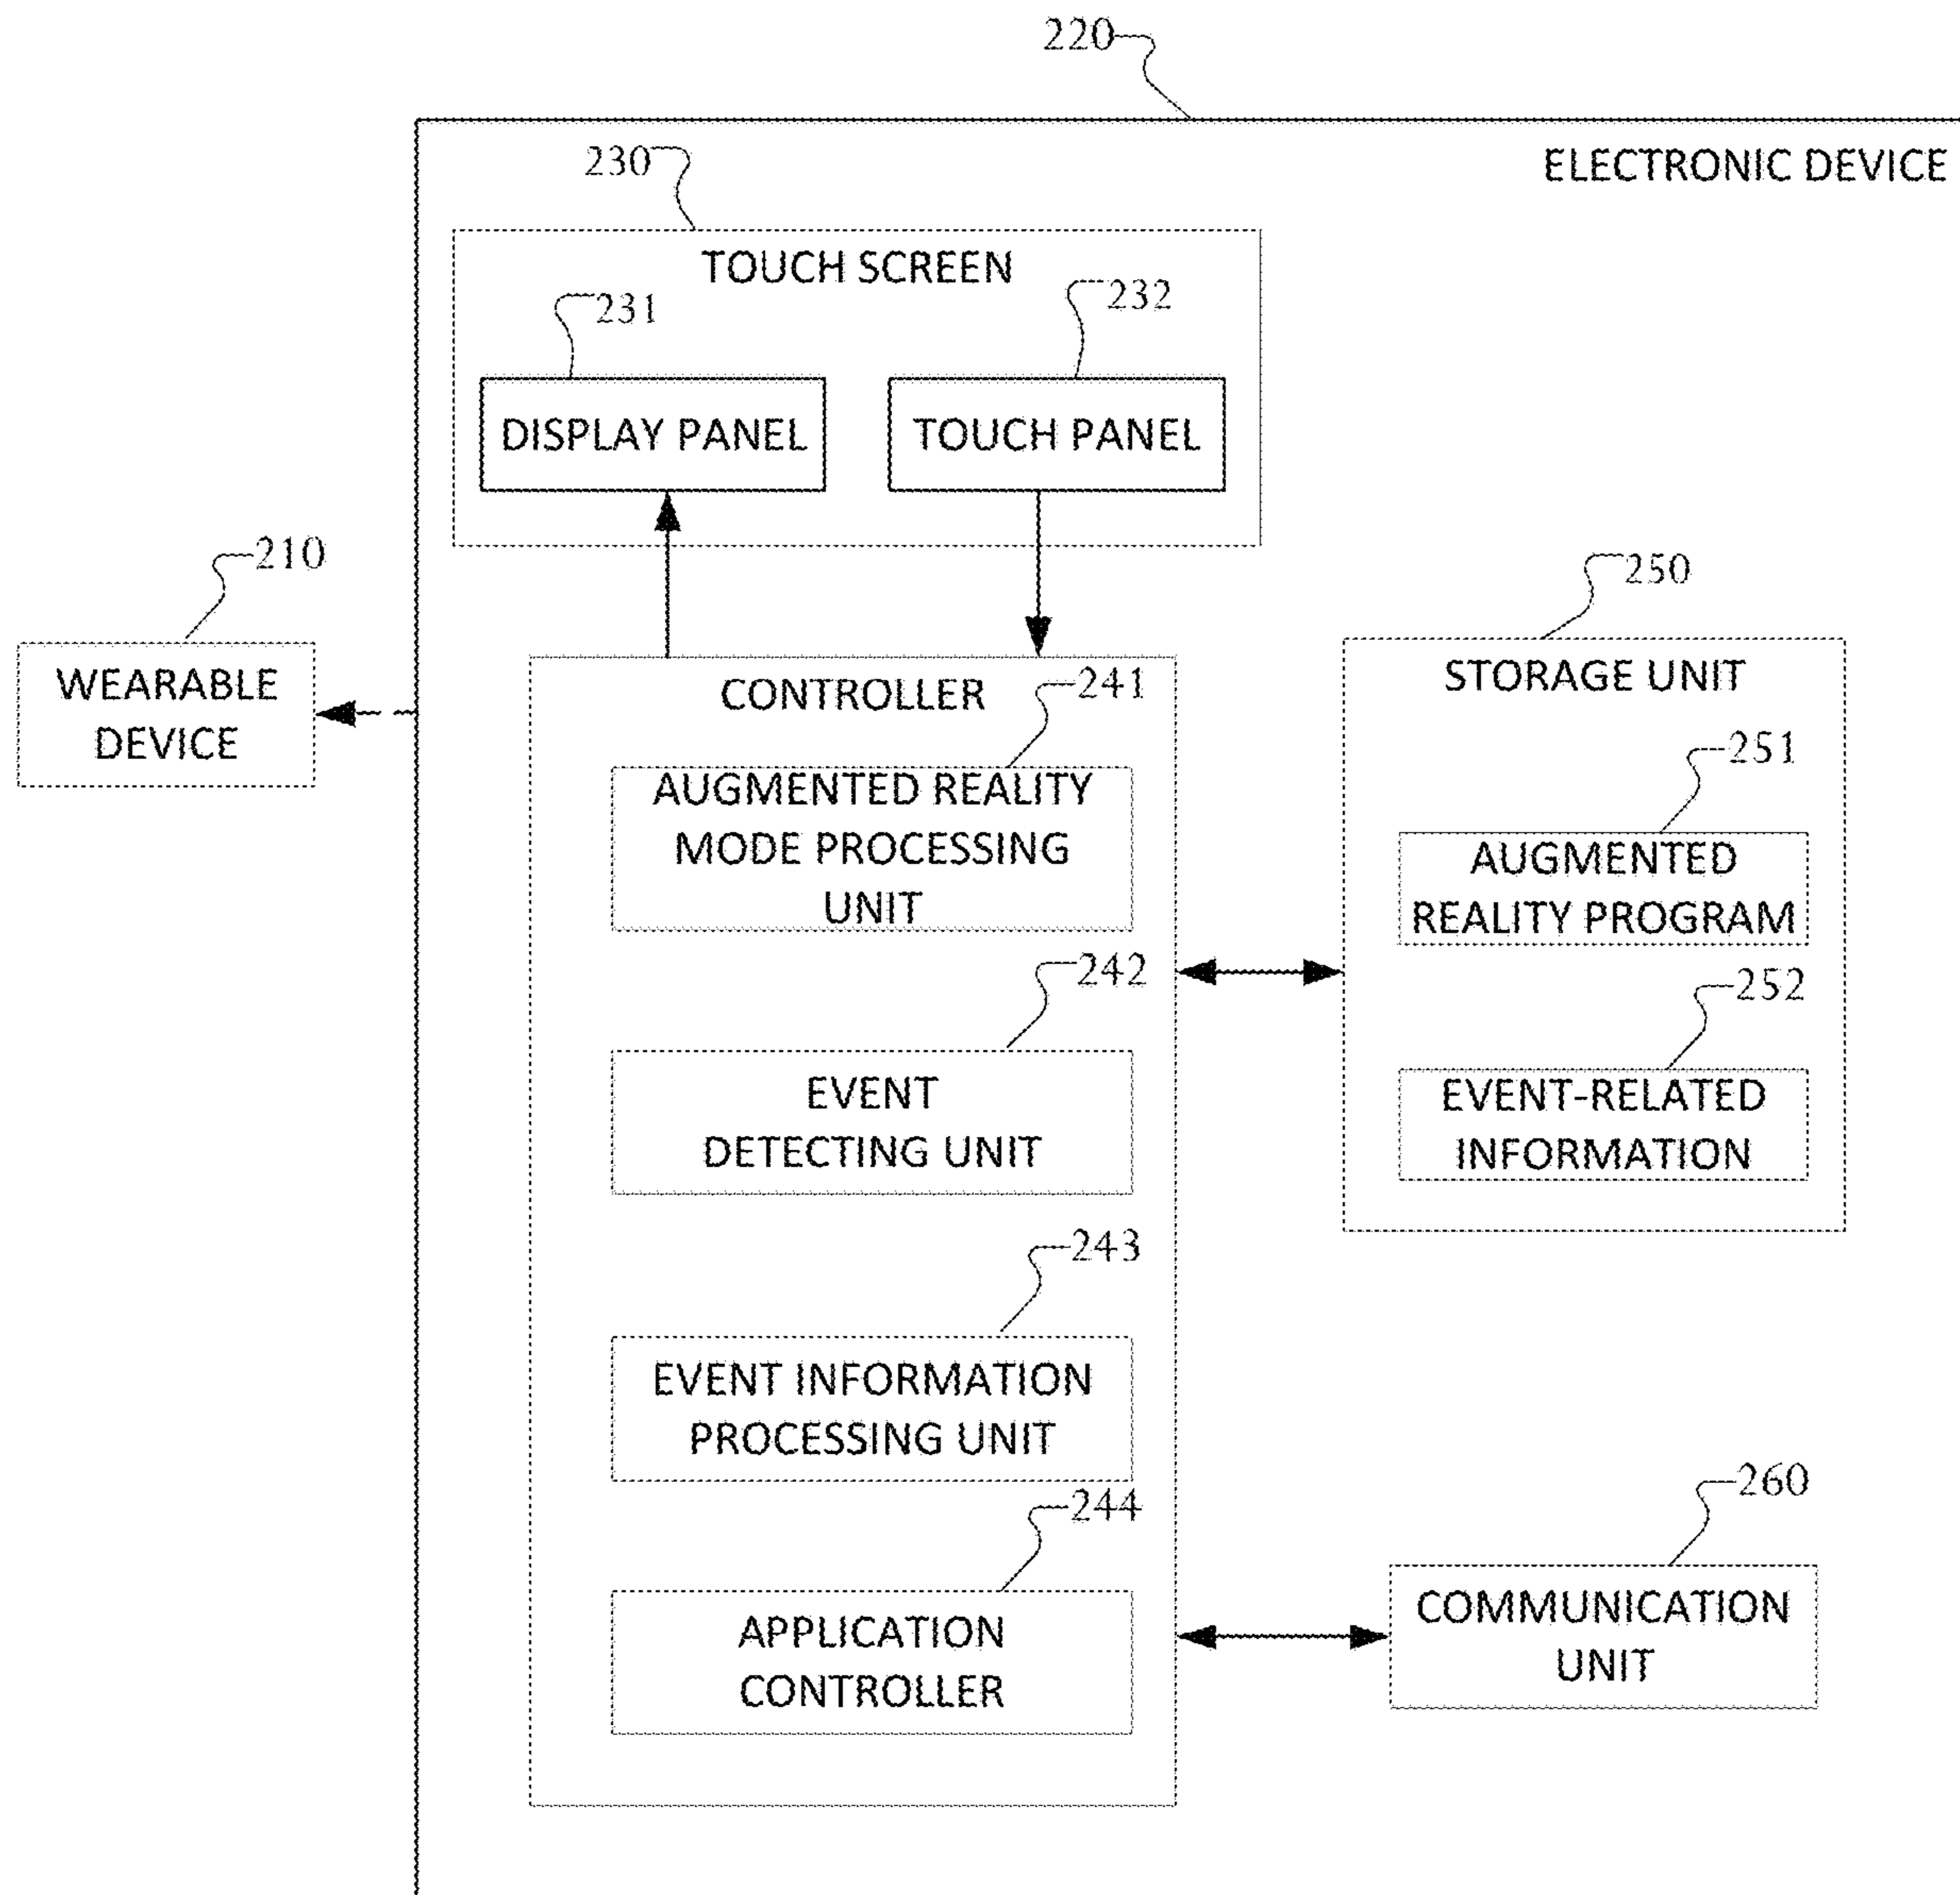 220
ELECTRONIC DEVICE
230
TOUCH SCREEN
231
232
DISPLAY PANEL
TOUCH PANEL
210
WEARABLE
DEVICE
250
STORAGE UNIT
CONTROLLER
241
AUGMENTED REALITY
MODE PROCESSING
UNIT
251
AUGMENTED
REALITY PROGRAM
242
EVENT
DETECTING UNIT
252
EVENT-RELATED
INFORMATION
243
EVENT INFORMATION
PROCESSING UNIT
244
APPLICATION
CONTROLLER
260
COMMUNICATION
UNIT